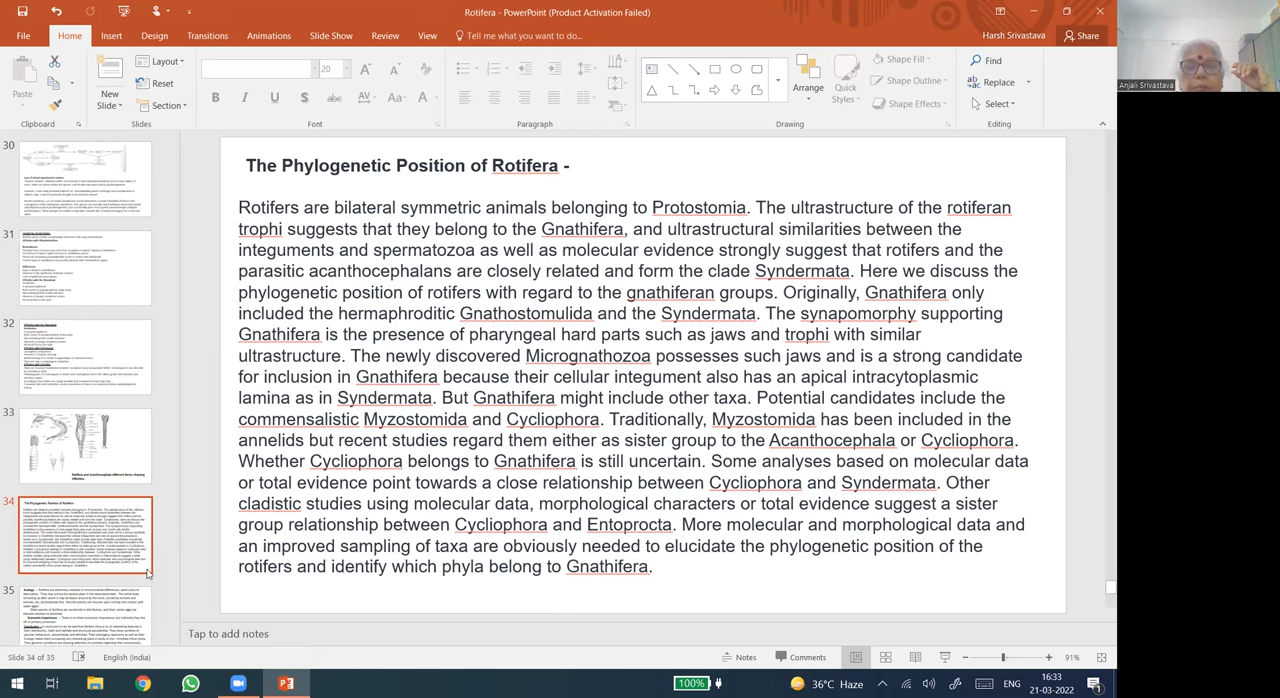 Rotifera - PowerPoint (Product Activation Failed)
File Home Insert Design Transitions Animations Slide Show Review View Tell me what you want to do... Harsh Srivastava Share
Anjali Srivastava
Paste
New Slide
Layout
Reset
Section
20
Arrange
Quick Styles
Shape Fill
Shape Outline
Shape Effects
Find
Replace
Select
Clipboard Slides Font Paragraph Drawing Editing
30
31
32
33
Rotifers and Acanthocephala different forms showing
Affinities
34
The Phylogenetic Position of Rotifera -
35
The Phylogenetic Position of Rotifera -
Rotifers are bilateral symmetric animals belonging to Protostomia. The ultrastructure of the rotiferan
trophi suggests that they belong to the Gnathifera, and ultrastructural similarities between the
integuments and spermatozoa as well as molecular evidence strongly suggest that rotifers and the
parasitic acanthocephalans are closely related and form the clade Syndermata. Here we discuss the
phylogenetic position of rotifers with regard to the gnathiferan groups. Originally, Gnathifera only
included the hermaphroditic Gnathostomulida and the Syndermata. The synapomorphy supporting
Gnathifera is the presence of cuticular hard parts such as jaws and trophi with similar
ultrastructure. The newly discovered Micrognathozoa possesses such jaws and is a strong candidate
for inclusion in Gnathifera because their cellular integument also has an apical intracytoplasmic
lamina as in Syndermata. But Gnathifera might include other taxa. Potential candidates include the
commensalistic Myzostomida and Cycliophora. Traditionally, Myzostomida has been included in the
annelids but recent studies regard them either as sister group to the Acanthocephala or Cycliophora.
Whether Cycliophora belongs to Gnathifera is still uncertain. Some analyses based on molecular data
or total evidence point towards a close relationship between Cycliophora and Syndermata. Other
cladistic studies using molecular data, morphological characters or total evidence suggest a sister
group relationship between Cycliophora and Entoprocta. More molecular and morphological data and
an improved sampling of taxa are obviously needed to elucidate the phylogenetic position of the
rotifers and identify which phyla belong to Gnathifera.
Tap to add notes
Slide 34 of 35 English (India) Notes Comments 91%
100% 36°C Haze ENG 16:33
21-03-2022 1